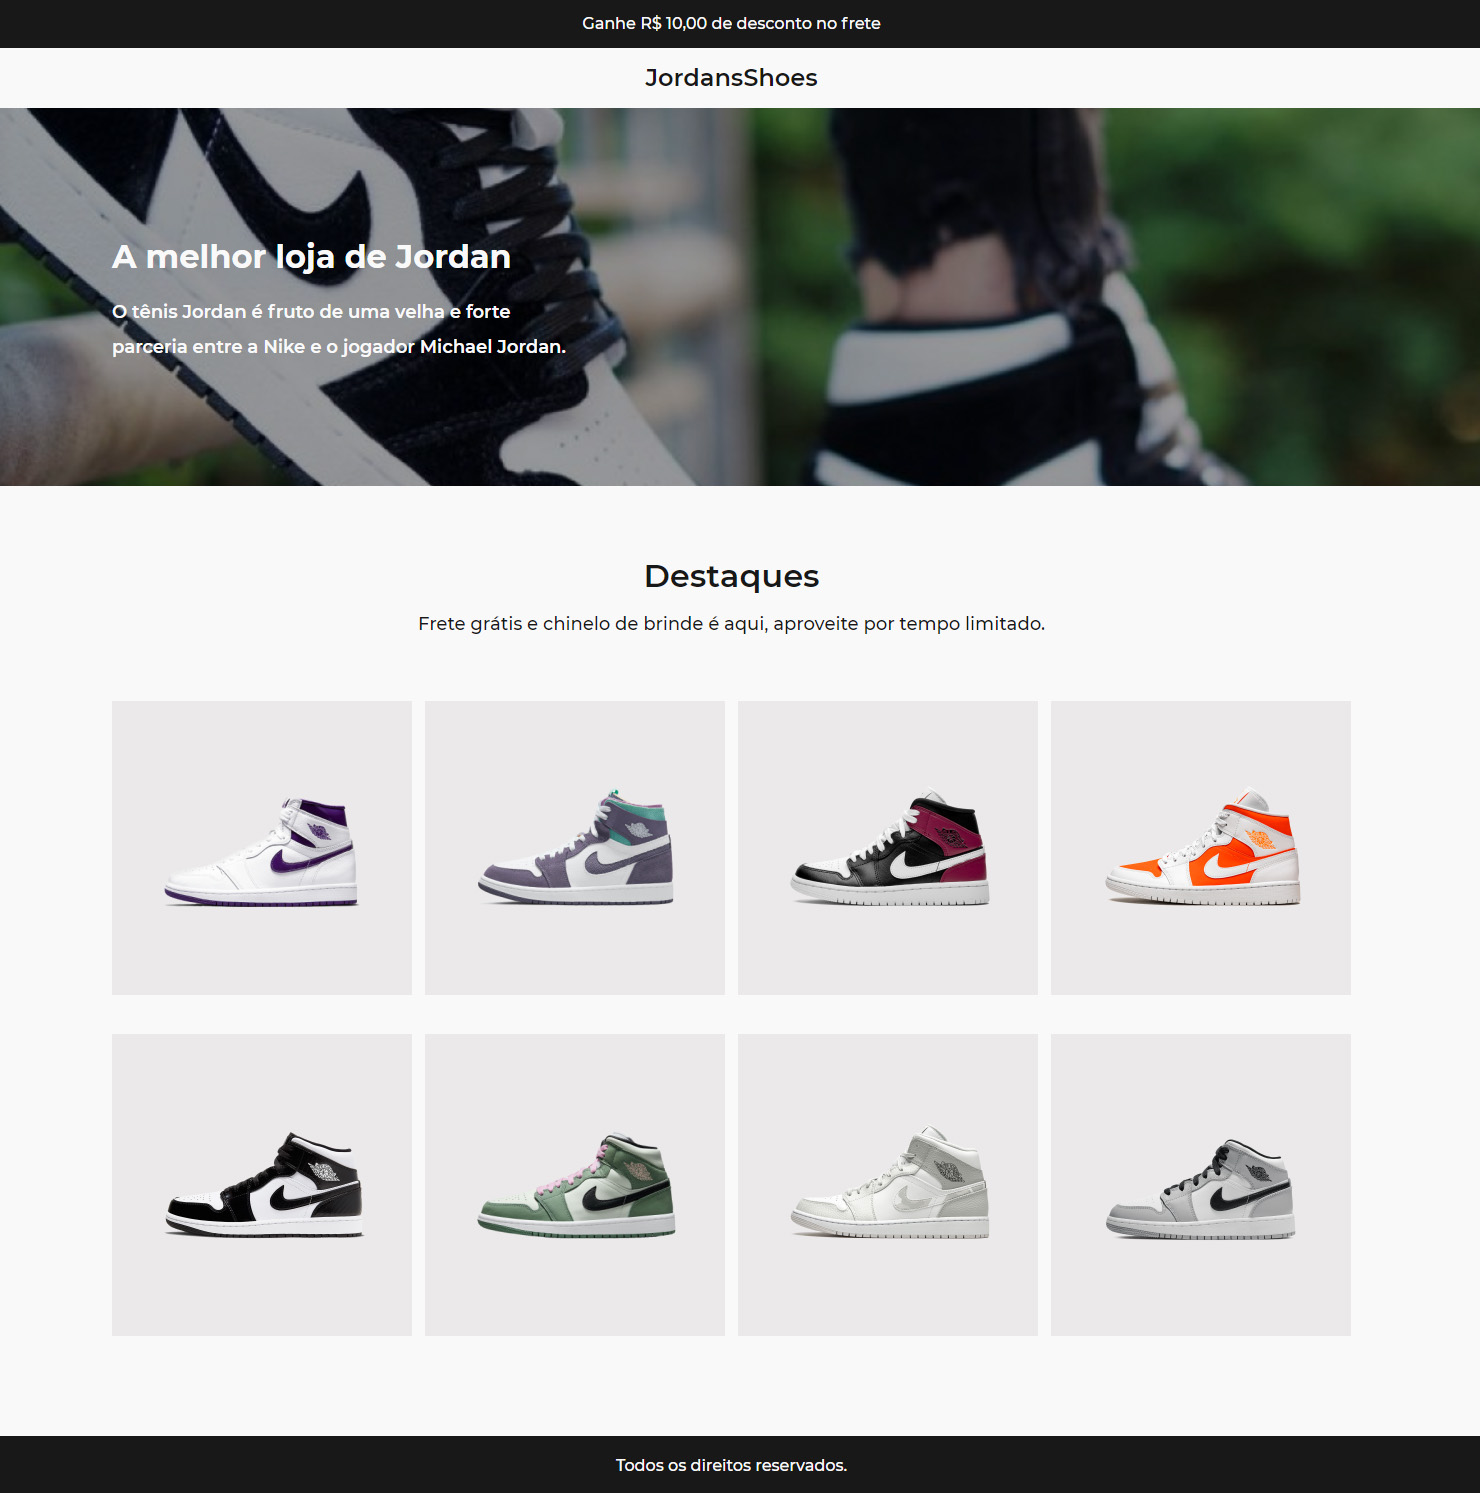 Ganhe R$ 10,00 de desconto no frete
JordansShoes
A melhor loja de Jordan
O tênis Jordan é fruto de uma velha e forte
parceria entre a Nike e o jogador Michael Jordan.
Destaques
Frete grátis e chinelo de brinde é aqui, aproveite por tempo limitado.
Todos os direitos reservados.